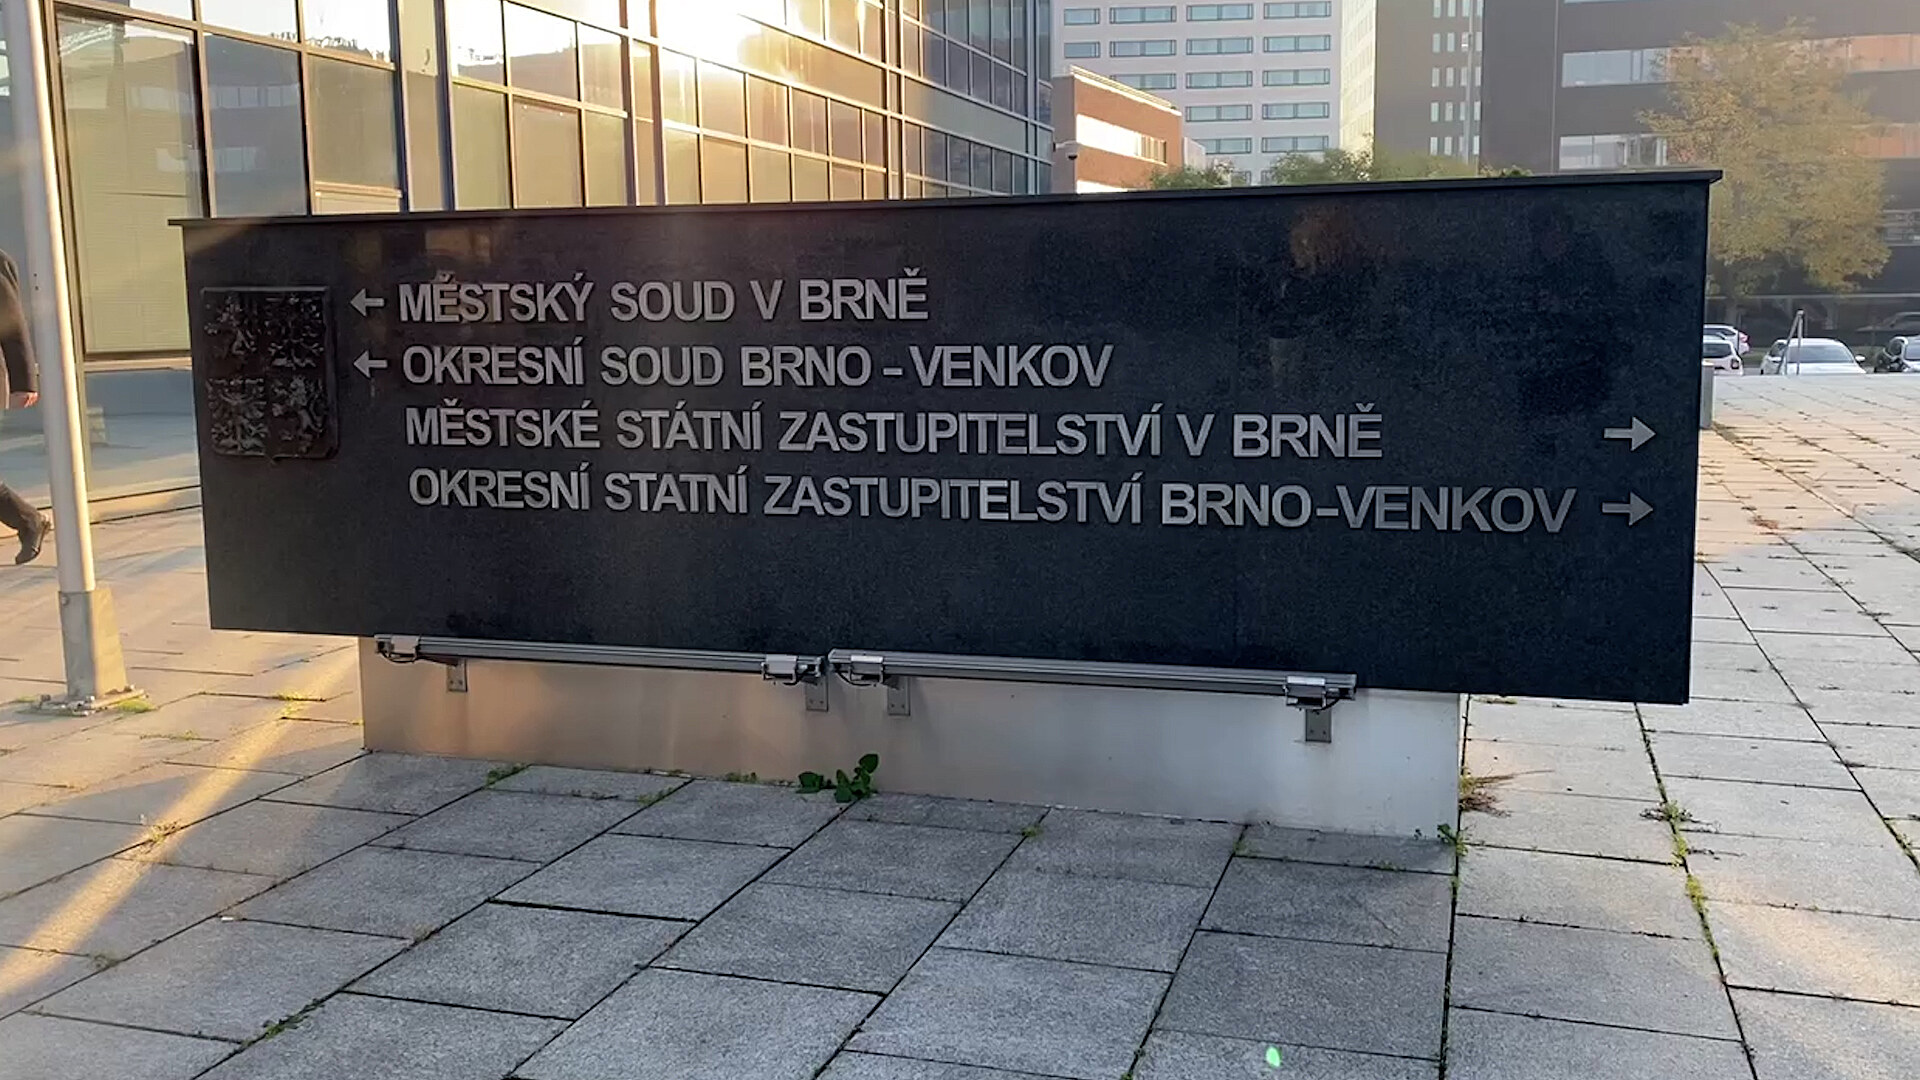 ← MĚSTSKÝ SOUD V BRNĚ
← OKRESNÍ SOUD BRNO – VENKOV
MĚSTSKÉ STÁTNÍ ZASTUPITELSTVÍ V BRNĚ →
OKRESNÍ STATNÍ ZASTUPITELSTVÍ BRNO-VENKOV →